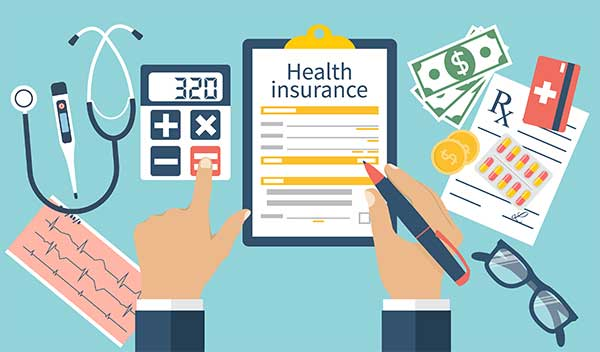 320
Health
insurance
+
×
−
=
$
$
Rx